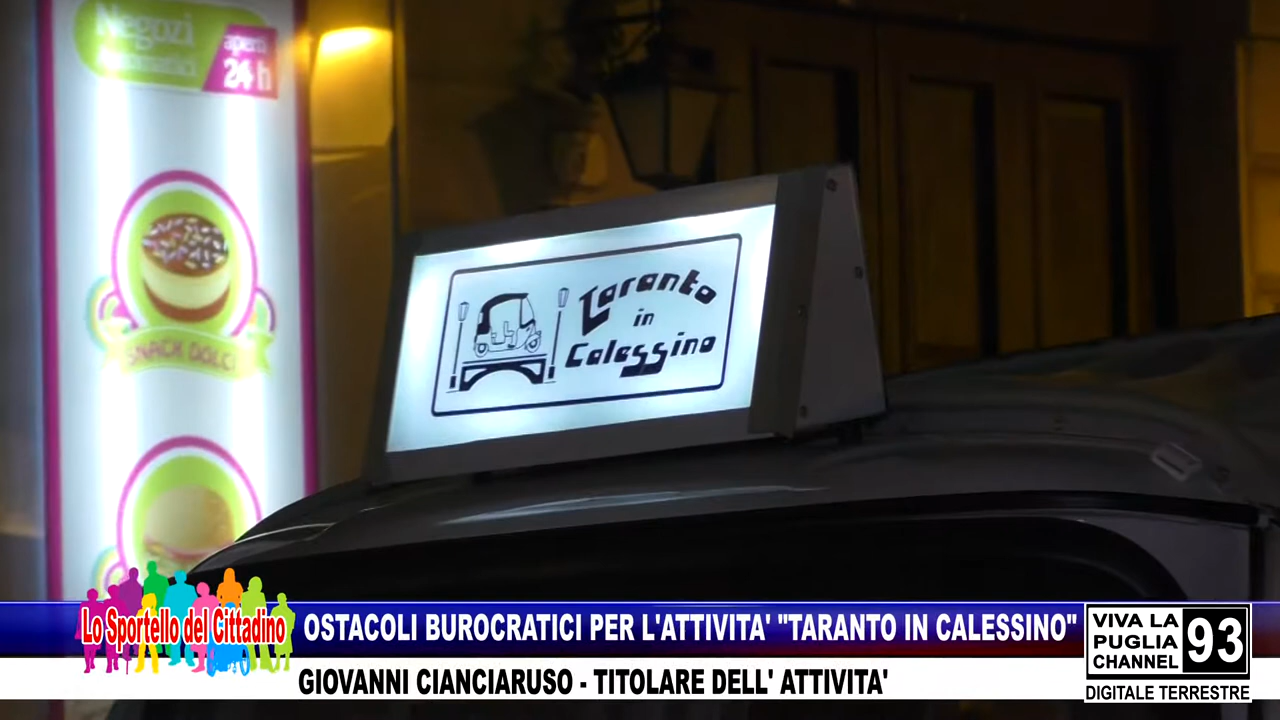 Negozi
Automatici
aperti
24 h
SNACK DOLCI
Taranto
in
Calessino
Lo Sportello del Cittadino
OSTACOLI BUROCRATICI PER L'ATTIVITA' "TARANTO IN CALESSINO"
GIOVANNI CIANCIARUSO - TITOLARE DELL' ATTIVITA'
VIVA LA
PUGLIA
CHANNEL
93
DIGITALE TERRESTRE